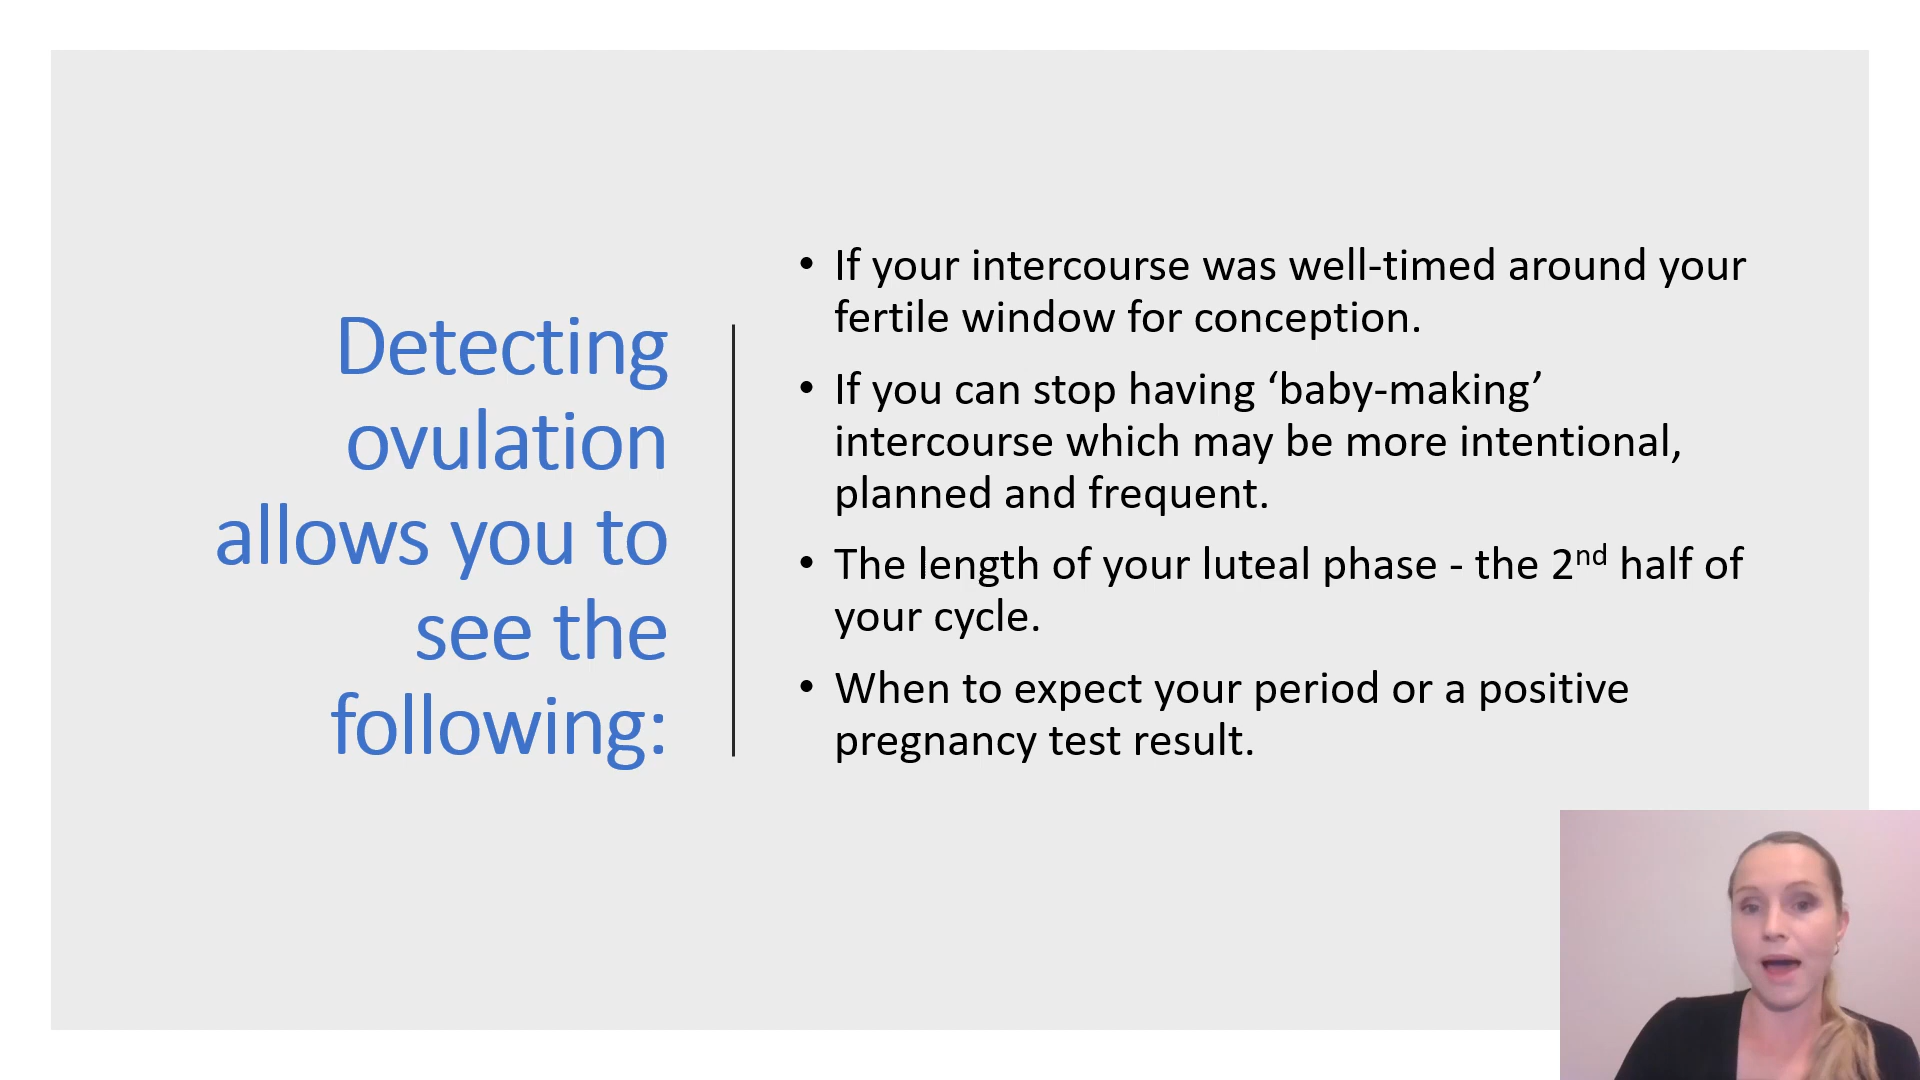 Detecting
ovulation
allows you to
see the
following:
• If your intercourse was well-timed around your
fertile window for conception.
• If you can stop having ‘baby-making’
intercourse which may be more intentional,
planned and frequent.
• The length of your luteal phase - the 2nd half of
your cycle.
• When to expect your period or a positive
pregnancy test result.